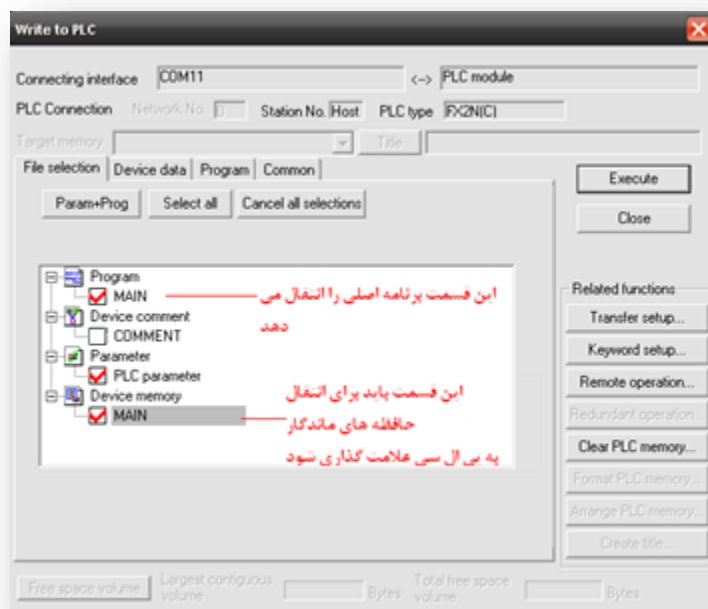 Write to PLC
Connecting interface COM11 <--> PLC module
PLC Connection Network No. 0 Station No. Host PLC type FX2N(C)
Target memory Title
File selection Device data Program Common
Execute
Param+Prog Select all Cancel all selections
Close
Program
MAIN
این قسمت برنامه اصلی را انتقال می
دهد
Device comment
COMMENT
Parameter
PLC parameter
Device memory
MAIN
این قسمت باید برای انتقال
حافظه های ماندگار
به پی ال سی علامت گذاری شود
Related functions
Transfer setup...
Keyword setup...
Remote operation...
Redundant operation...
Clear PLC memory...
Format PLC memory...
Arrange PLC memory...
Create title...
Free space volume Largest contiguous volume Bytes Total free space volume Bytes